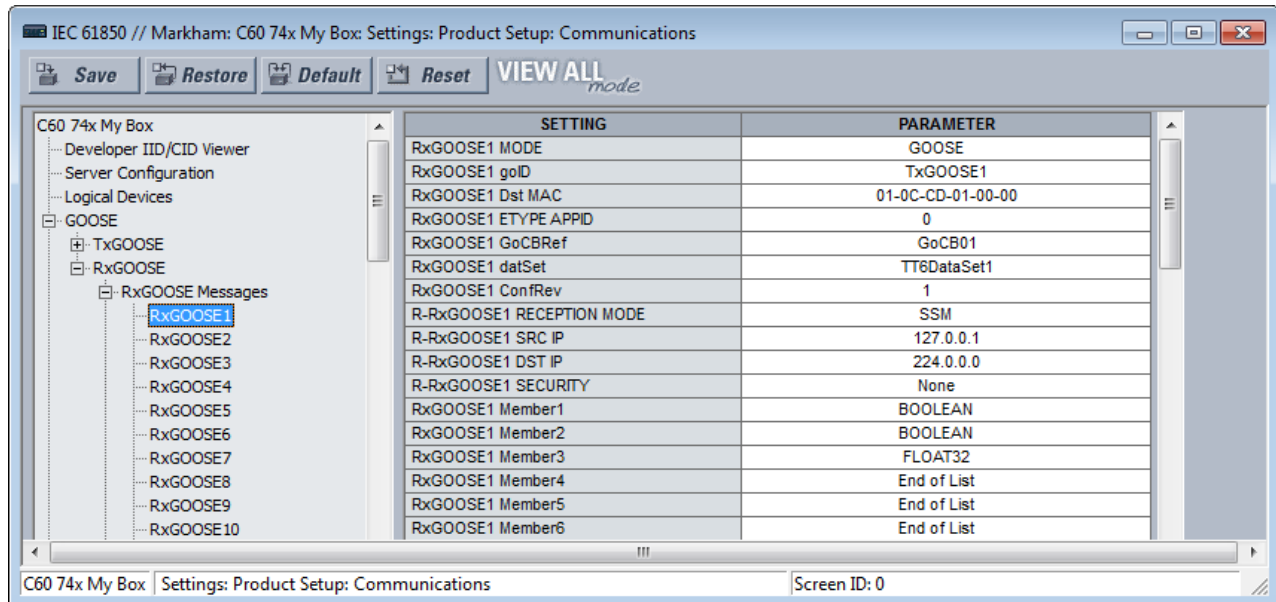 IEC 61850 // Markham: C60 74x My Box: Settings: Product Setup: Communications
Save Restore Default Reset VIEW ALL mode
C60 74x My Box
Developer IID/CID Viewer
Server Configuration
Logical Devices
GOOSE
TxGOOSE
RxGOOSE
RxGOOSE Messages
RxGOOSE1
RxGOOSE2
RxGOOSE3
RxGOOSE4
RxGOOSE5
RxGOOSE6
RxGOOSE7
RxGOOSE8
RxGOOSE9
RxGOOSE10
SETTING PARAMETER
RxGOOSE1 MODE GOOSE
RxGOOSE1 goID TxGOOSE1
RxGOOSE1 Dst MAC 01-0C-CD-01-00-00
RxGOOSE1 ETYPE APPID 0
RxGOOSE1 GoCBRef GoCB01
RxGOOSE1 datSet TT6DataSet1
RxGOOSE1 ConfRev 1
R-RxGOOSE1 RECEPTION MODE SSM
R-RxGOOSE1 SRC IP 127.0.0.1
R-RxGOOSE1 DST IP 224.0.0.0
R-RxGOOSE1 SECURITY None
RxGOOSE1 Member1 BOOLEAN
RxGOOSE1 Member2 BOOLEAN
RxGOOSE1 Member3 FLOAT32
RxGOOSE1 Member4 End of List
RxGOOSE1 Member5 End of List
RxGOOSE1 Member6 End of List
C60 74x My Box Settings: Product Setup: Communications Screen ID: 0